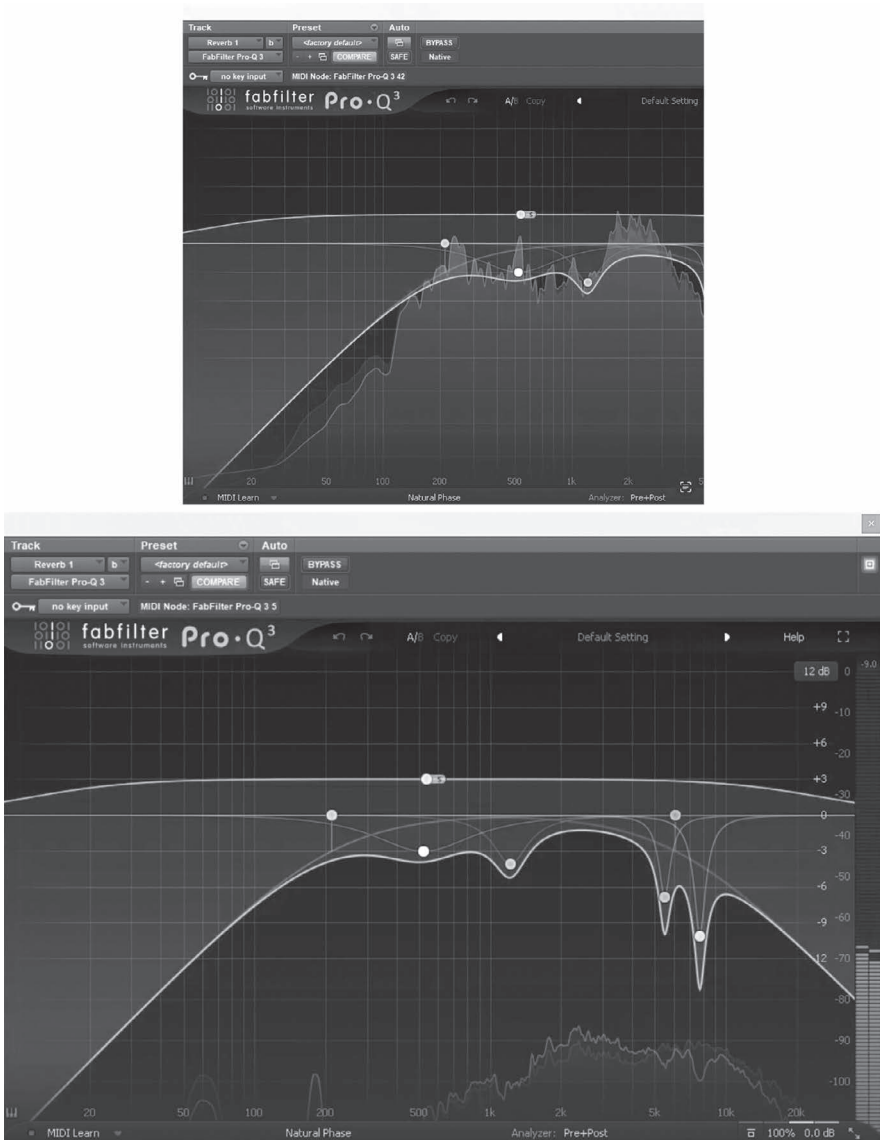 Track Preset Auto
Reverb 1 b <factory default> BYPASS
FabFilter Pro-Q 3 - + COMPARE SAFE Native
no key input MIDI Node: FabFilter Pro-Q 3 42
fabfilter Pro·Q3 A/B Copy Default Setting
software instruments
S
20 50 100 200 500 1k 2k 5
MIDI Learn Natural Phase Analyzer: Pre+Post
Track Preset Auto
Reverb 1 b <factory default> BYPASS
FabFilter Pro-Q 3 - + COMPARE SAFE Native
no key input MIDI Node: FabFilter Pro-Q 3 5
fabfilter Pro·Q3 A/B Copy Default Setting Help
software instruments
12 dB 0 -9.0
+9 -10
+6 -20
S +3 -30
0 -40
-3 -50
-6 -60
-9 -70
12 -80
-90
-100
20 50 100 200 500 1k 2k 5k 10k 20k
MIDI Learn Natural Phase Analyzer: Pre+Post 100% 0.0 dB